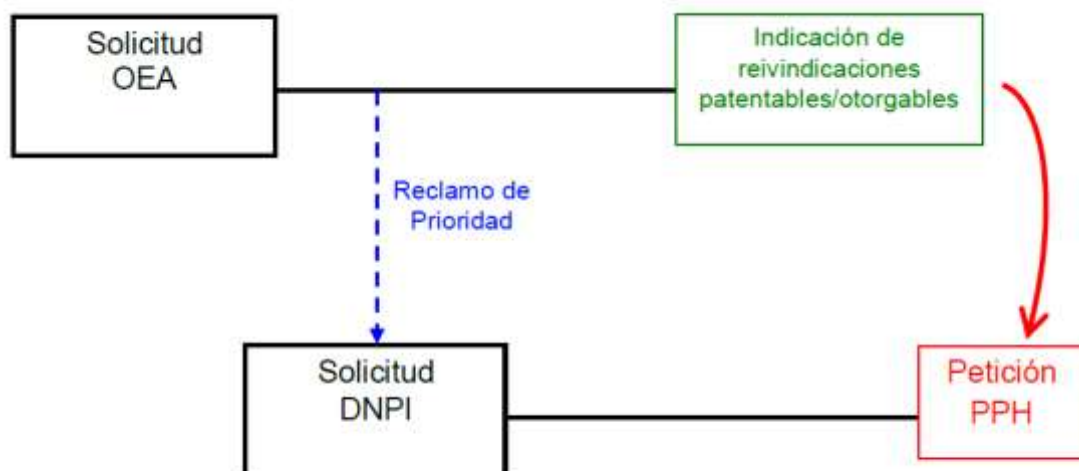 Solicitud
OEA
Indicación de
reivindicaciones
patentables/otorgables
Reclamo de
Prioridad
Solicitud
DNPI
Petición
PPH